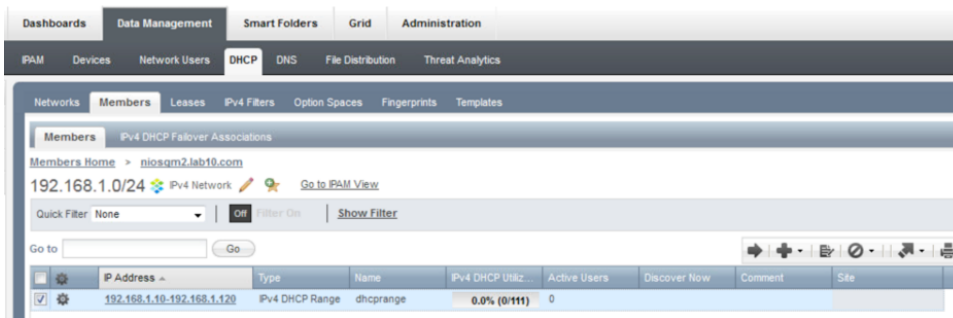 Dashboards Data Management Smart Folders Grid Administration
IPAM Devices Network Users DHCP DNS File Distribution Threat Analytics
Networks Members Leases IPv4 Filters Option Spaces Fingerprints Templates
Members IPv4 DHCP Failover Associations
Members Home > niosqm2.lab10.com
192.168.1.0/24 IPv4 Network Go to IPAM View
Quick Filter None Off Filter On Show Filter
Go to Go
IP Address Type Name IPv4 DHCP Utiliz... Active Users Discover Now Comment Site
192.168.1.10-192.168.1.120 IPv4 DHCP Range dhcprange 0.0% (0/111) 0